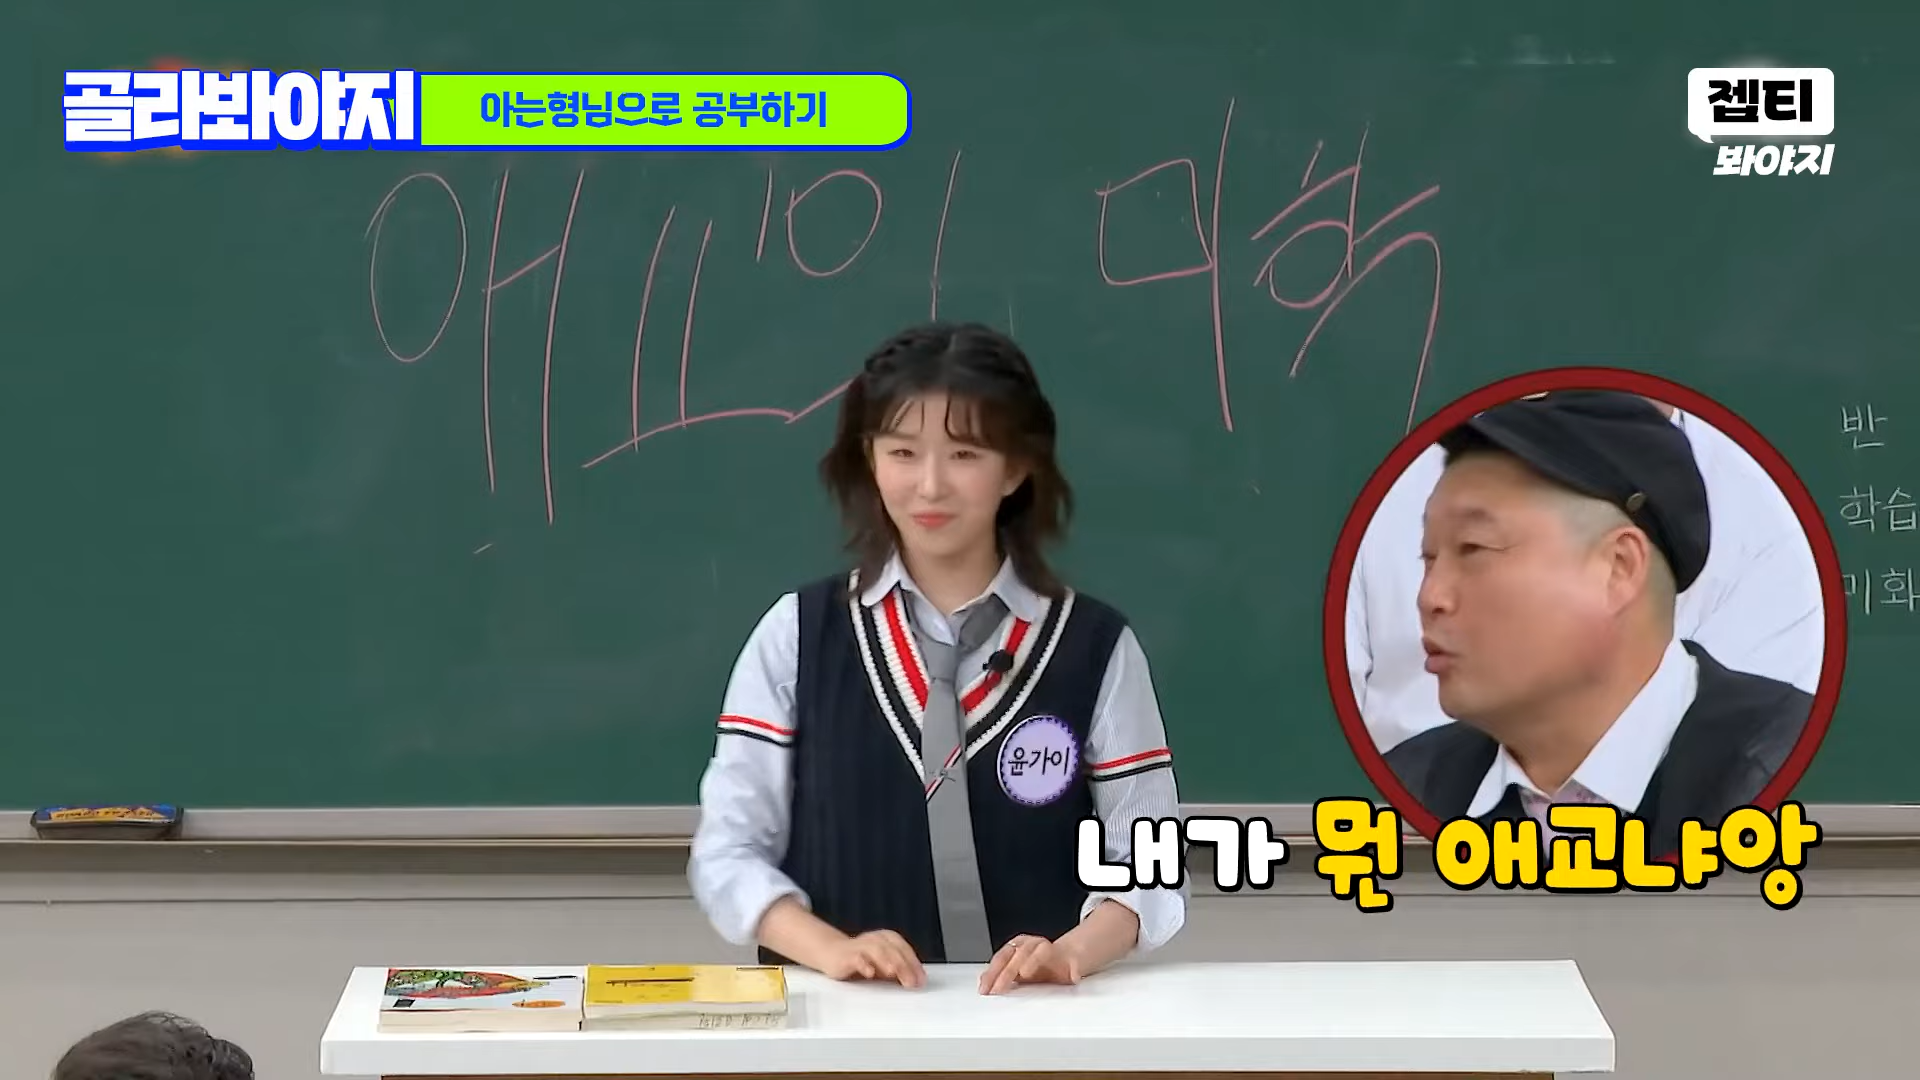 골라봐야지 아는형님으로 공부하기
젭티
봐야지
애교의 미학
반
학습
기화
윤가이
내가 뭔 애교냐앙